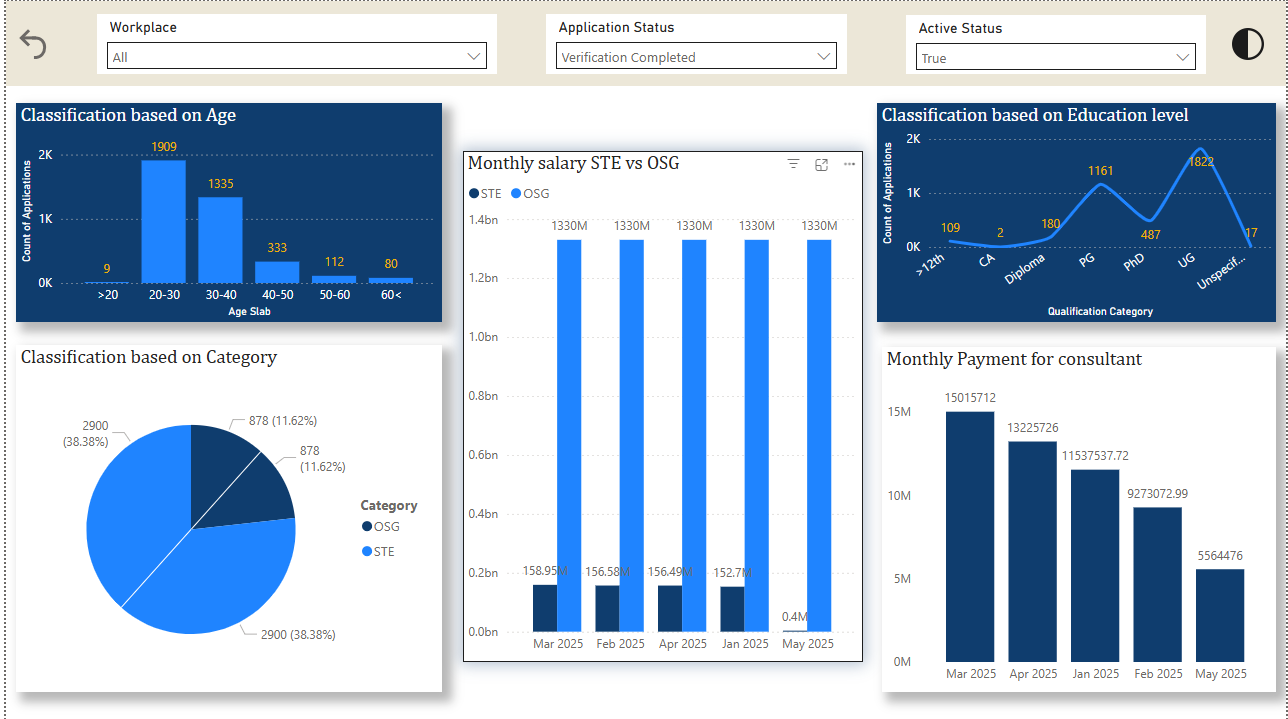 Workplace
All
Application Status
Verification Completed
Active Status
True
Classification based on Age
Count of Applications
2K
1K
0K
9
1909
1335
333
112
80
>20
20-30
30-40
40-50
50-60
60<
Age Slab
Classification based on Category
2900
(38.38%)
878 (11.62%)
878
(11.62%)
2900 (38.38%)
Category
OSG
STE
Monthly salary STE vs OSG
STE
OSG
1.4bn
1.2bn
1.0bn
0.8bn
0.6bn
0.4bn
0.2bn
0.0bn
1330M
1330M
1330M
1330M
1330M
158.95M
156.58M
156.49M
152.7M
0.4M
Mar 2025
Feb 2025
Apr 2025
Jan 2025
May 2025
Classification based on Education level
Count of Applications
2K
1K
0K
109
2
180
1161
487
1822
17
>12th
CA
Diploma
PG
PhD
UG
Unspecif...
Qualification Category
Monthly Payment for consultant
15M
10M
5M
0M
15015712
13225726
11537537.72
9273072.99
5564476
Mar 2025
Apr 2025
Jan 2025
Feb 2025
May 2025